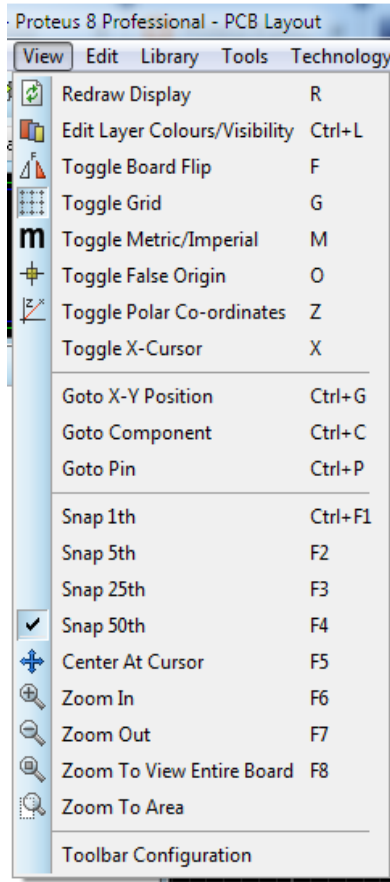 - Proteus 8 Professional - PCB Layout
View Edit Library Tools Technology
Redraw Display R
Edit Layer Colours/Visibility Ctrl+L
Toggle Board Flip F
Toggle Grid G
m Toggle Metric/Imperial M
Toggle False Origin O
Toggle Polar Co-ordinates Z
Toggle X-Cursor X
Goto X-Y Position Ctrl+G
Goto Component Ctrl+C
Goto Pin Ctrl+P
Snap 1th Ctrl+F1
Snap 5th F2
Snap 25th F3
Snap 50th F4
Center At Cursor F5
Zoom In F6
Zoom Out F7
Zoom To View Entire Board F8
Zoom To Area
Toolbar Configuration